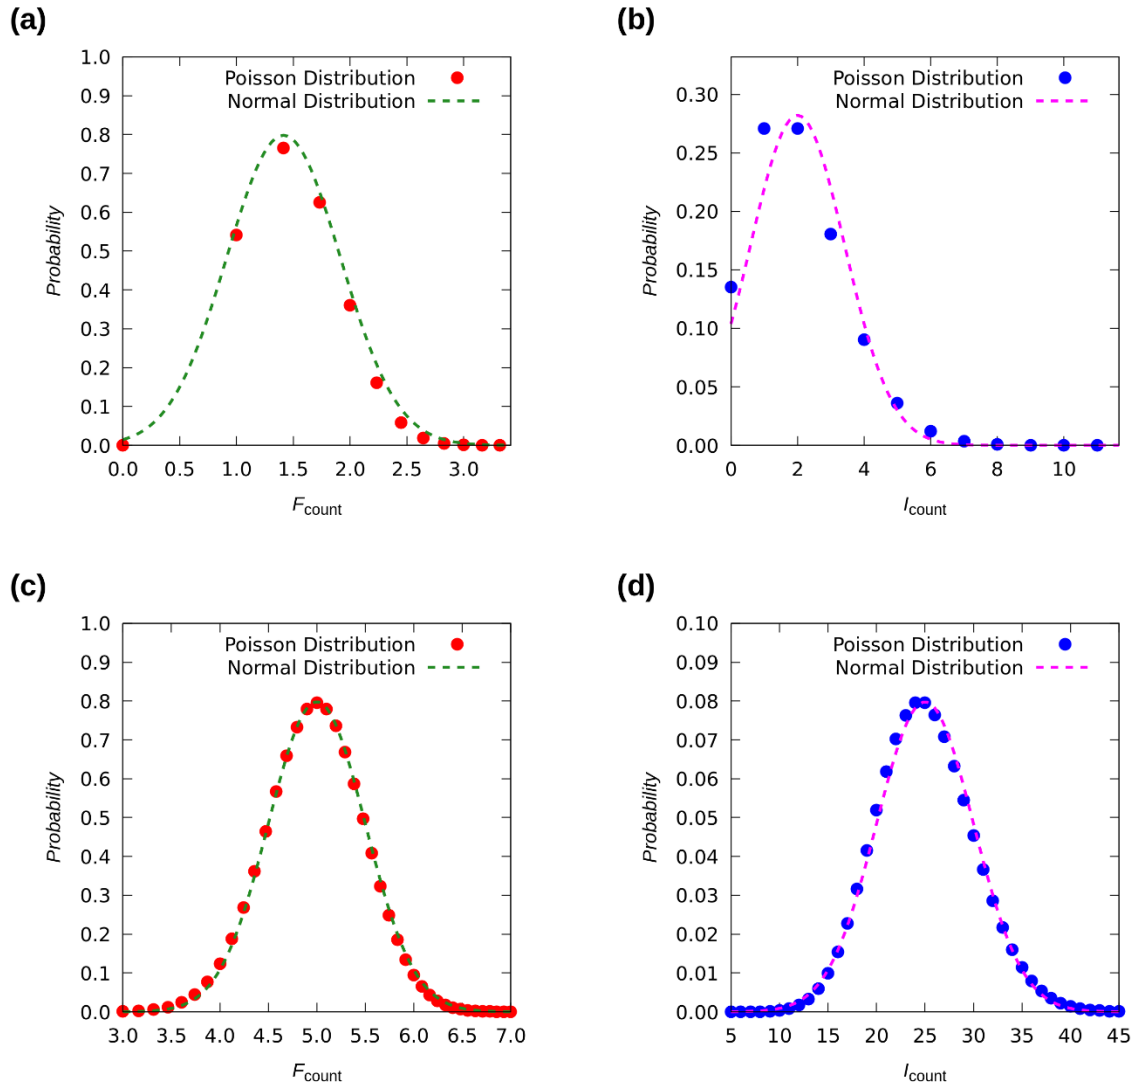 (a)
Poisson Distribution
Normal Distribution
Probability
1.0
0.9
0.8
0.7
0.6
0.5
0.4
0.3
0.2
0.1
0.0
0.0 0.5 1.0 1.5 2.0 2.5 3.0
F count
(b)
Poisson Distribution
Normal Distribution
Probability
0.30
0.25
0.20
0.15
0.10
0.05
0.00
0 2 4 6 8 10
I count
(c)
Poisson Distribution
Normal Distribution
Probability
1.0
0.9
0.8
0.7
0.6
0.5
0.4
0.3
0.2
0.1
0.0
3.0 3.5 4.0 4.5 5.0 5.5 6.0 6.5 7.0
F count
(d)
Poisson Distribution
Normal Distribution
Probability
0.10
0.09
0.08
0.07
0.06
0.05
0.04
0.03
0.02
0.01
0.00
5 10 15 20 25 30 35 40 45
I count